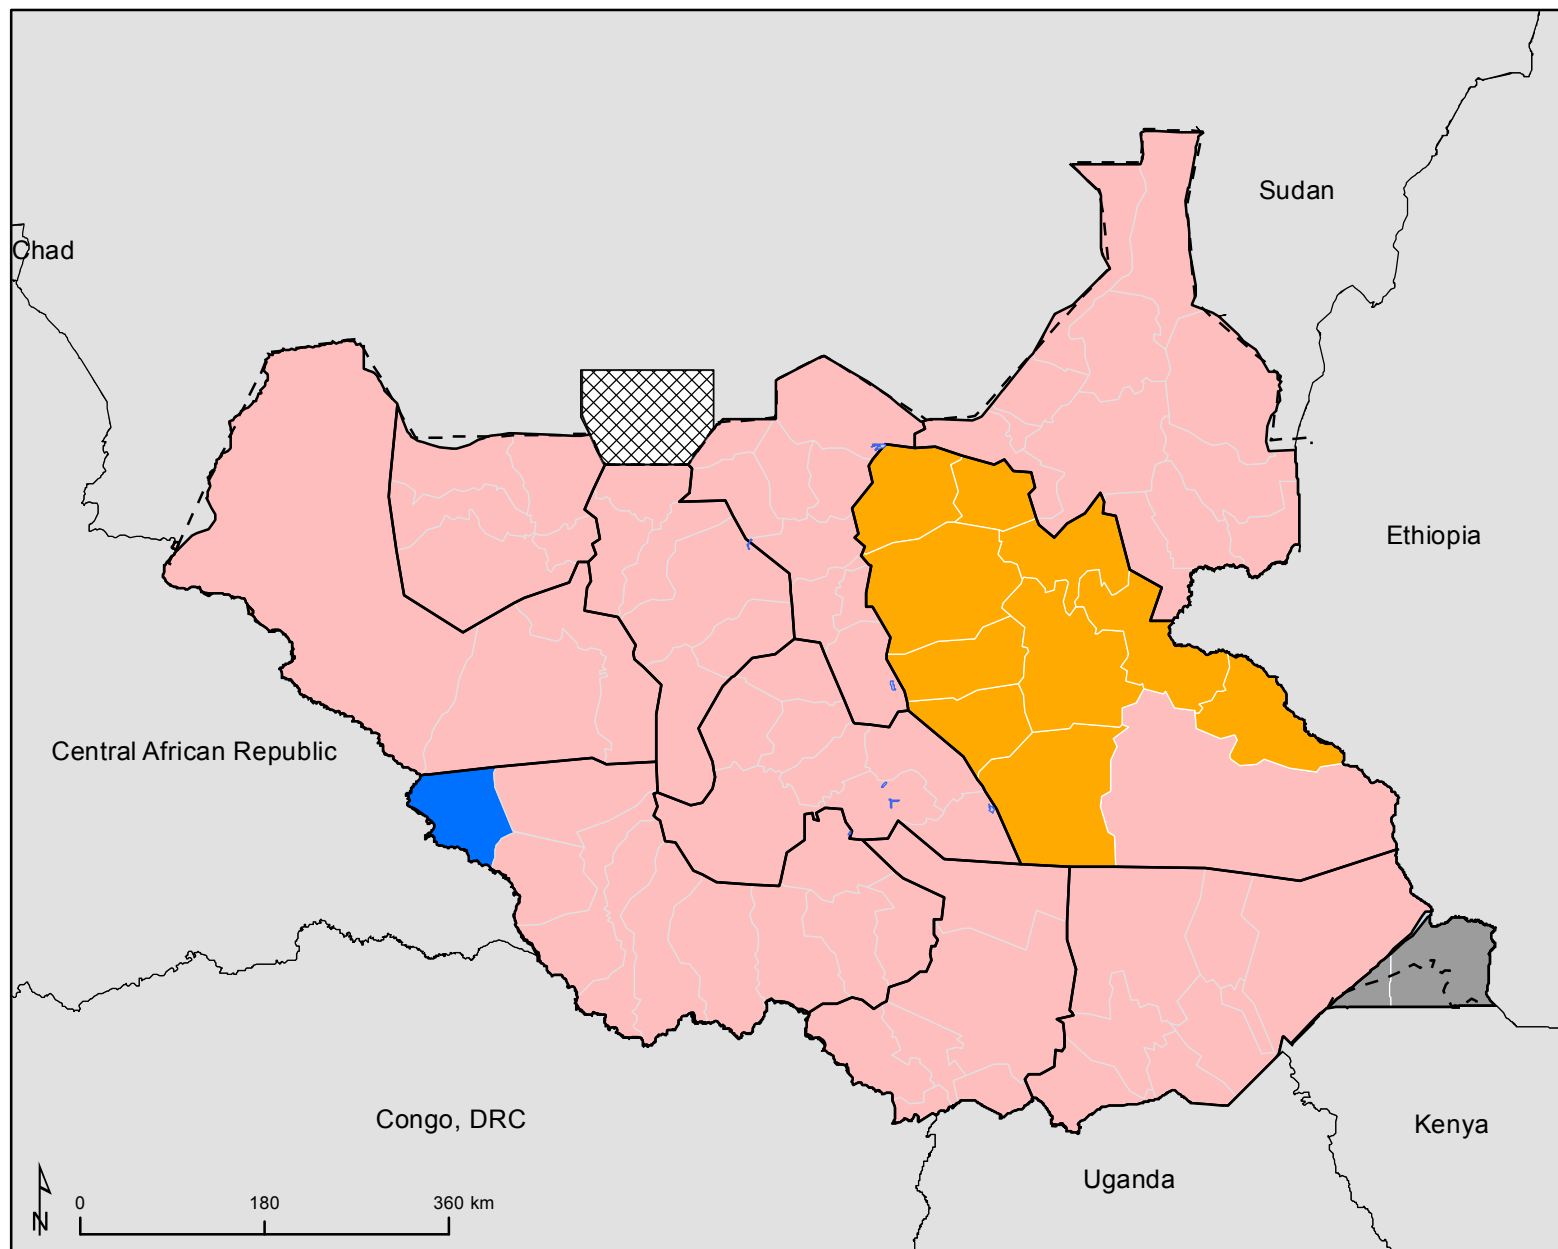 Sudan
Chad
Ethiopia
Central African Republic
Congo, DRC
Kenya
Uganda
N
0 180 360 km